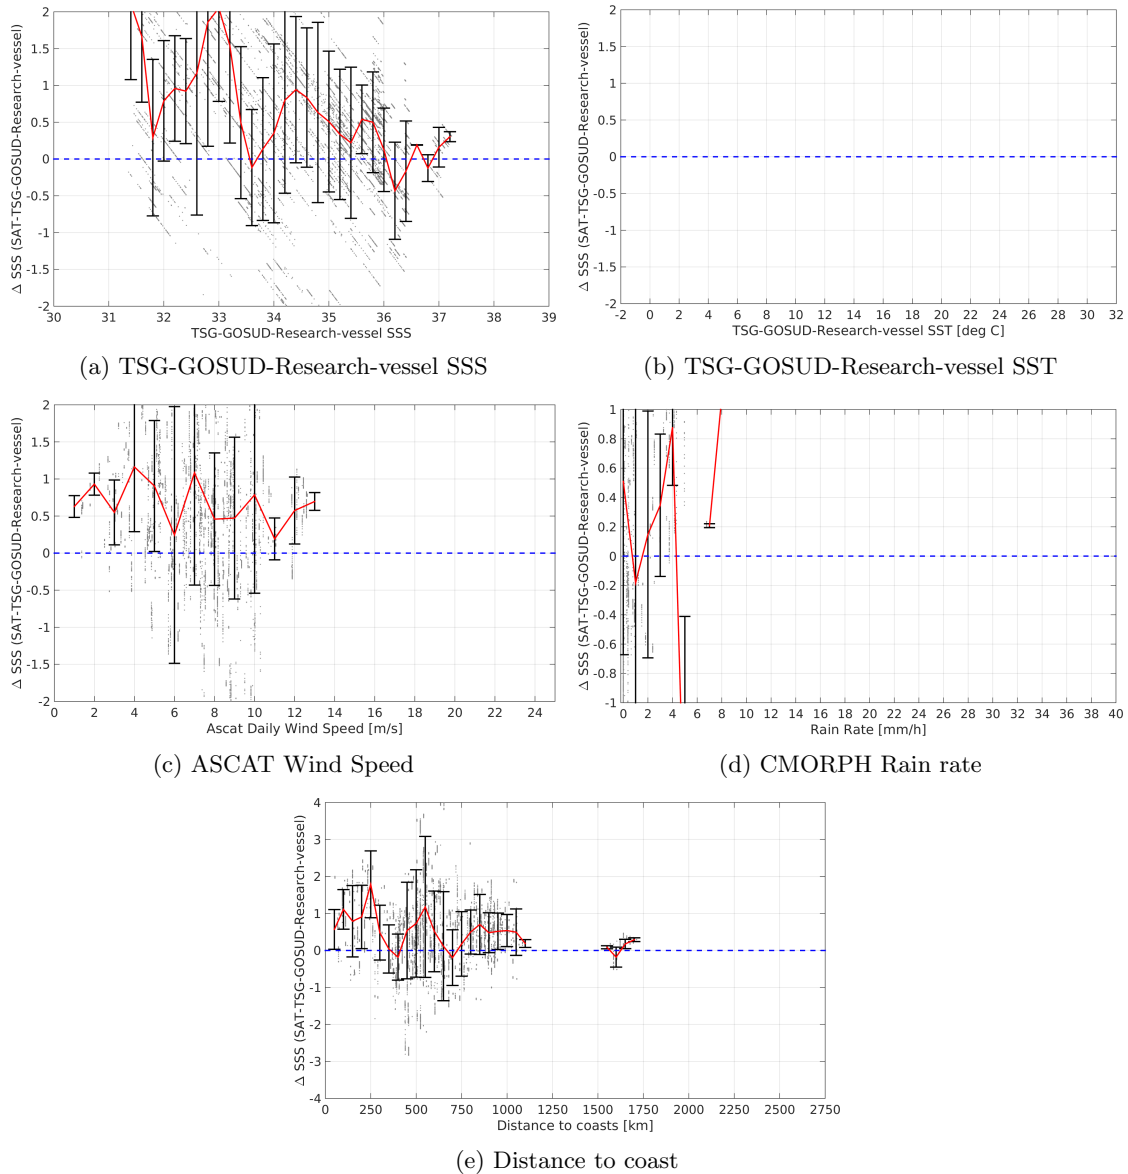 2
1.5
1
0.5
0
-0.5
-1
-1.5
-2
Δ SSS (SAT-TSG-GOSUD-Research-vessel)
30 31 32 33 34 35 36 37 38 39
TSG-GOSUD-Research-vessel SSS
(a) TSG-GOSUD-Research-vessel SSS
2
1.5
1
0.5
0
-0.5
-1
-1.5
-2
Δ SSS (SAT-TSG-GOSUD-Research-vessel)
-2 0 2 4 6 8 10 12 14 16 18 20 22 24 26 28 30 32
TSG-GOSUD-Research-vessel SST [deg C]
(b) TSG-GOSUD-Research-vessel SST
2
1.5
1
0.5
0
-0.5
-1
-1.5
-2
Δ SSS (SAT-TSG-GOSUD-Research-vessel)
0 2 4 6 8 10 12 14 16 18 20 22 24
Ascat Daily Wind Speed [m/s]
(c) ASCAT Wind Speed
1
0.8
0.6
0.4
0.2
0
-0.2
-0.4
-0.6
-0.8
-1
Δ SSS (SAT-TSG-GOSUD-Research-vessel)
0 2 4 6 8 10 12 14 16 18 20 22 24 26 28 30 32 34 36 38 40
Rain Rate [mm/h]
(d) CMORPH Rain rate
4
3
2
1
0
-1
-2
-3
-4
Δ SSS (SAT-TSG-GOSUD-Research-vessel)
0 250 500 750 1000 1250 1500 1750 2000 2250 2500 2750
Distance to coasts [km]
(e) Distance to coast